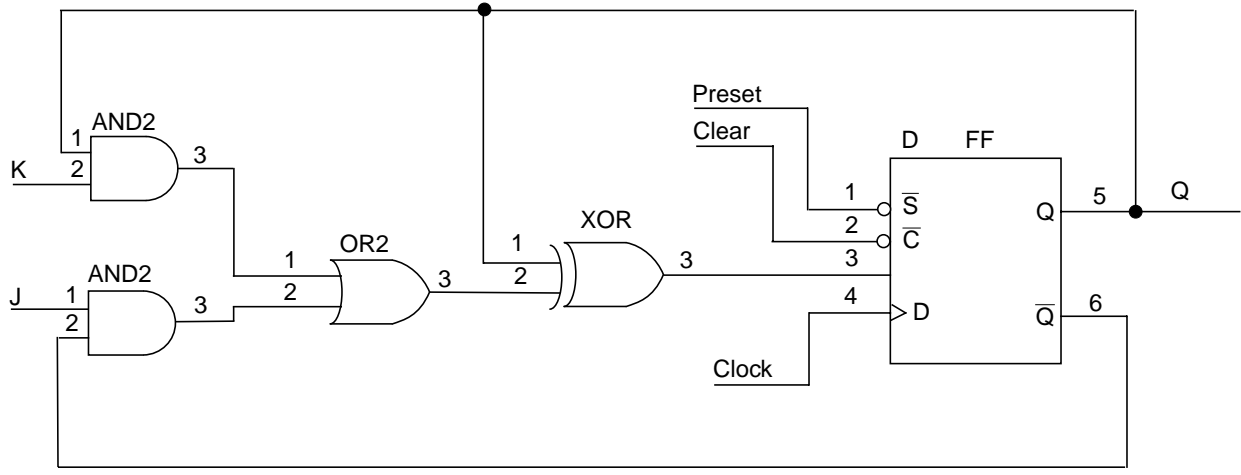 AND2
1
2
3
K
AND2
J
1
2
3
OR2
1
2
3
XOR
1
2
3
Preset
Clear
Clock
D FF
1
2
3
4
S̅
C̅
D
Q
Q̅
5
6
Q